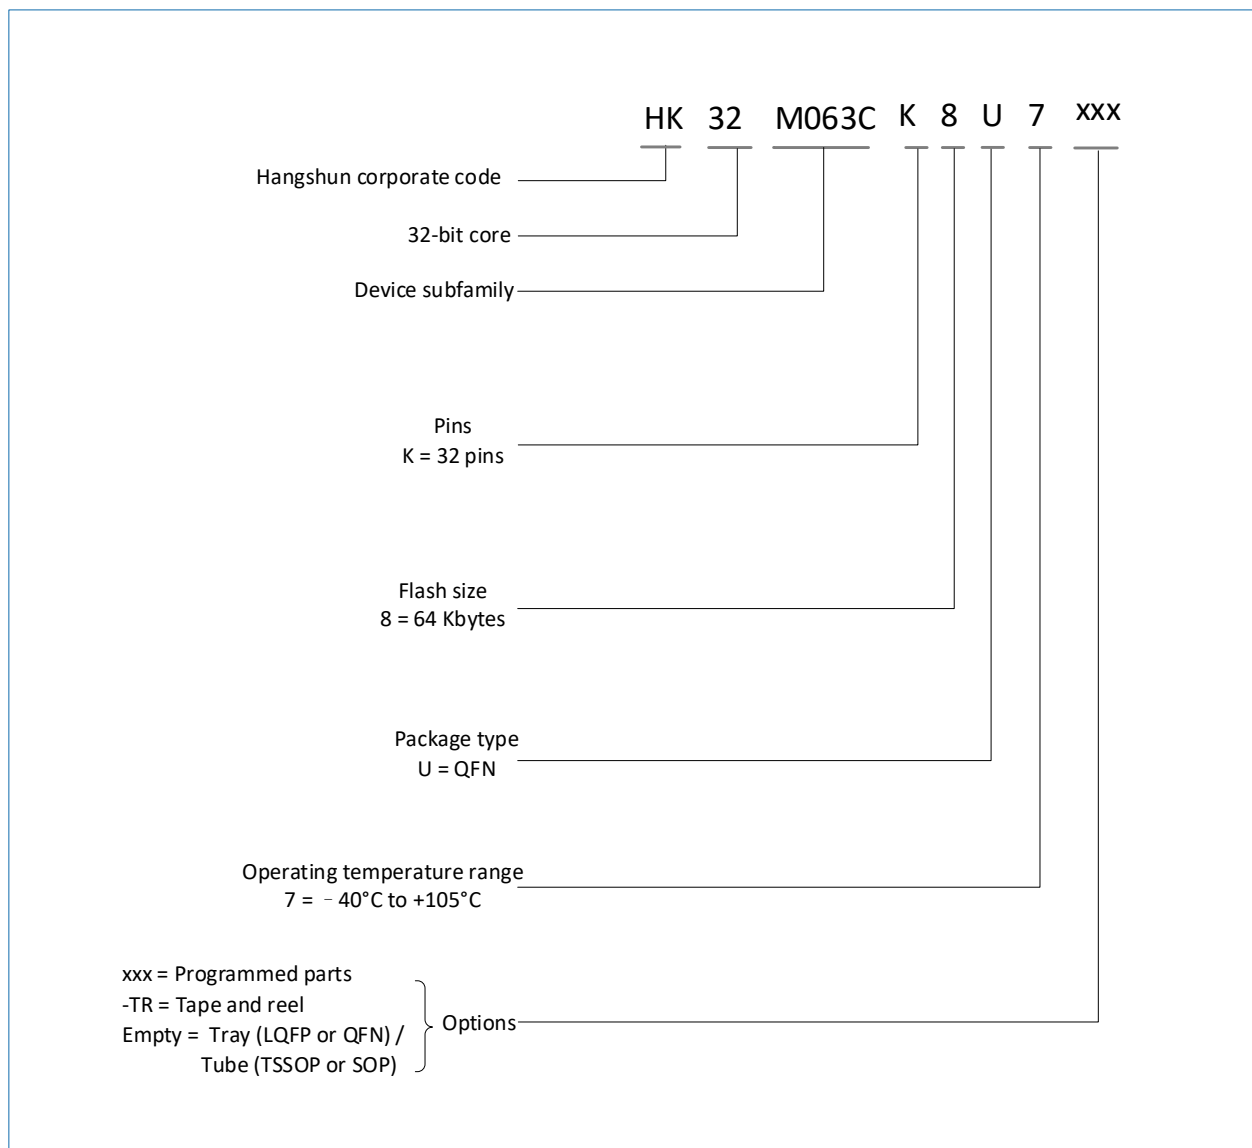 HK 32 M063C K 8 U 7 xxx
Hangshun corporate code
32-bit core
Device subfamily
Pins
K = 32 pins
Flash size
8 = 64 Kbytes
Package type
U = QFN
Operating temperature range
7 = －40°C to +105°C
xxx = Programmed parts
-TR = Tape and reel
Empty = Tray (LQFP or QFN) /
Tube (TSSOP or SOP)
Options